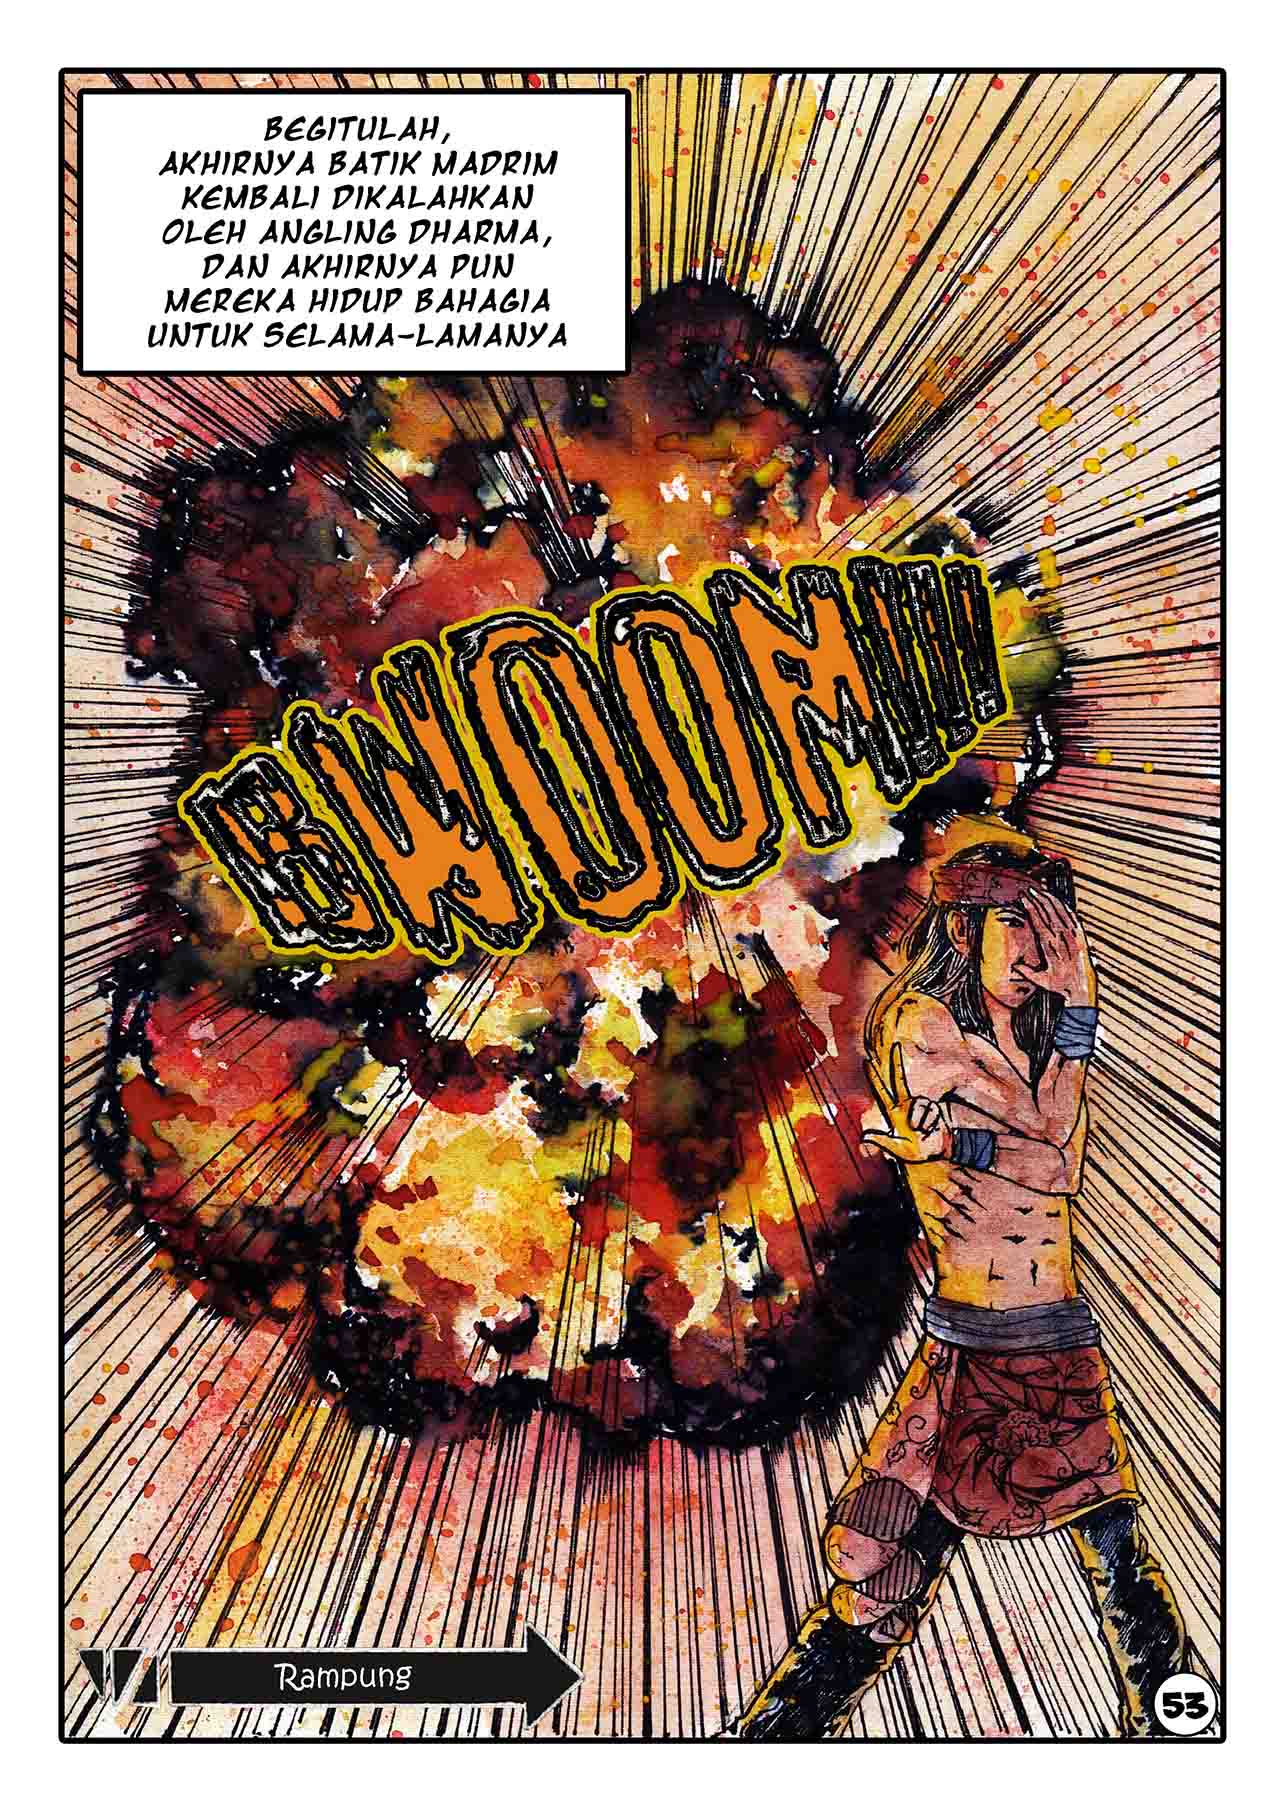 BEGITULAH,
AKHIRNYA BATIK MADRIM
KEMBALI DIKALAHKAN
OLEH ANGLING DHARMA,
DAN AKHIRNYA PUN
MEREKA HIDUP BAHAGIA
UNTUK SELAMA-LAMANYA
BWOOM!!!
Rampung
53